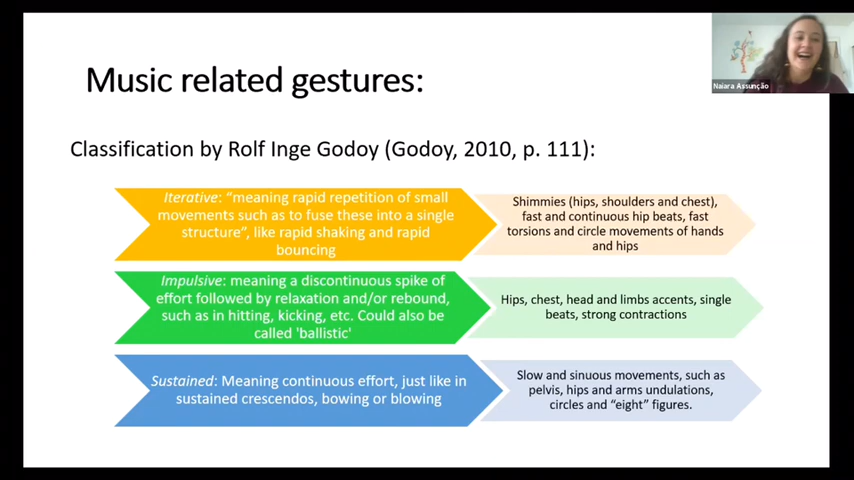 Music related gestures:
Naiara Assunção
Classification by Rolf Inge Godoy (Godoy, 2010, p. 111):
Iterative: “meaning rapid repetition of small
movements such as to fuse these into a single
structure”, like rapid shaking and rapid
bouncing
Shimmies (hips, shoulders and chest),
fast and continuous hip beats, fast
torsions and circle movements of hands
and hips
Impulsive: meaning a discontinuous spike of
effort followed by relaxation and/or rebound,
such as in hitting, kicking, etc. Could also be
called 'ballistic'
Hips, chest, head and limbs accents, single
beats, strong contractions
Sustained: Meaning continuous effort, just like in
sustained crescendos, bowing or blowing
Slow and sinuous movements, such as
pelvis, hips and arms undulations,
circles and “eight” figures.